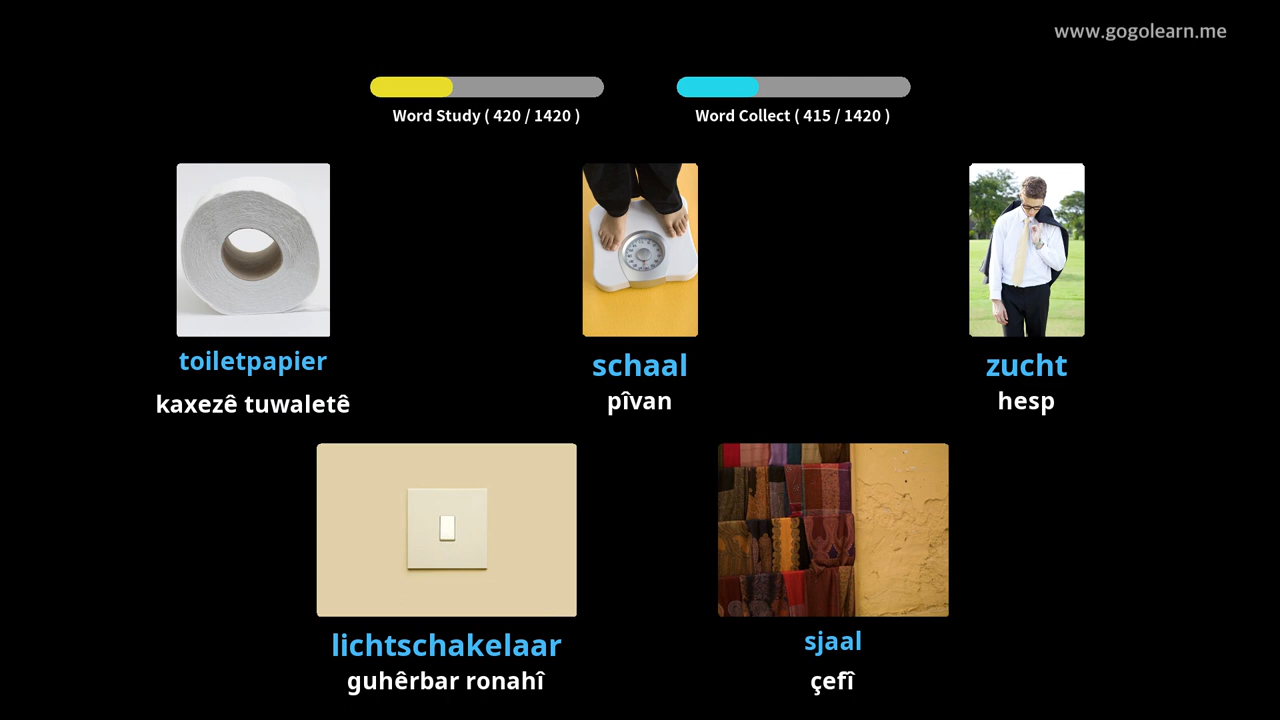 www.gogolearn.me
Word Study ( 420 / 1420 )
Word Collect ( 415 / 1420 )
toiletpapier
schaal
zucht
kaxezê tuwaletê
pîvan
hesp
lichtschakelaar
sjaal
guhêrbar ronahî
çefî